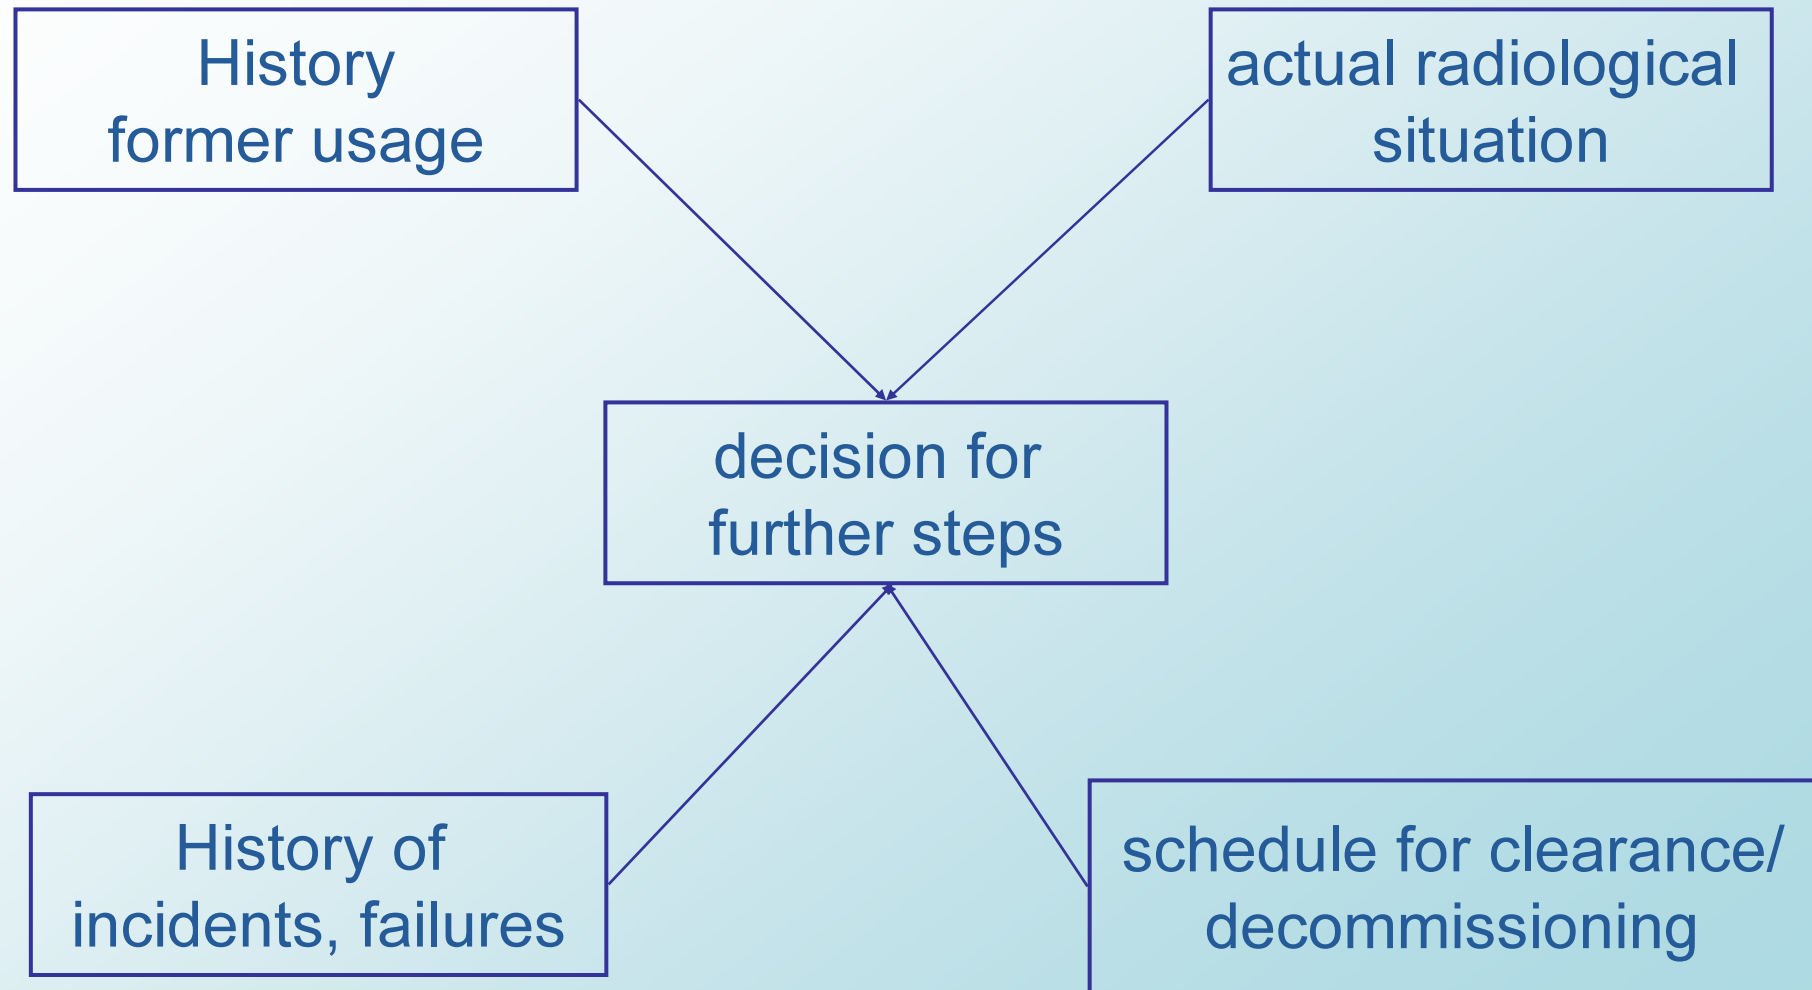 History
former usage
actual radiological
situation
decision for
further steps
History of
incidents, failures
schedule for clearance/
decommissioning